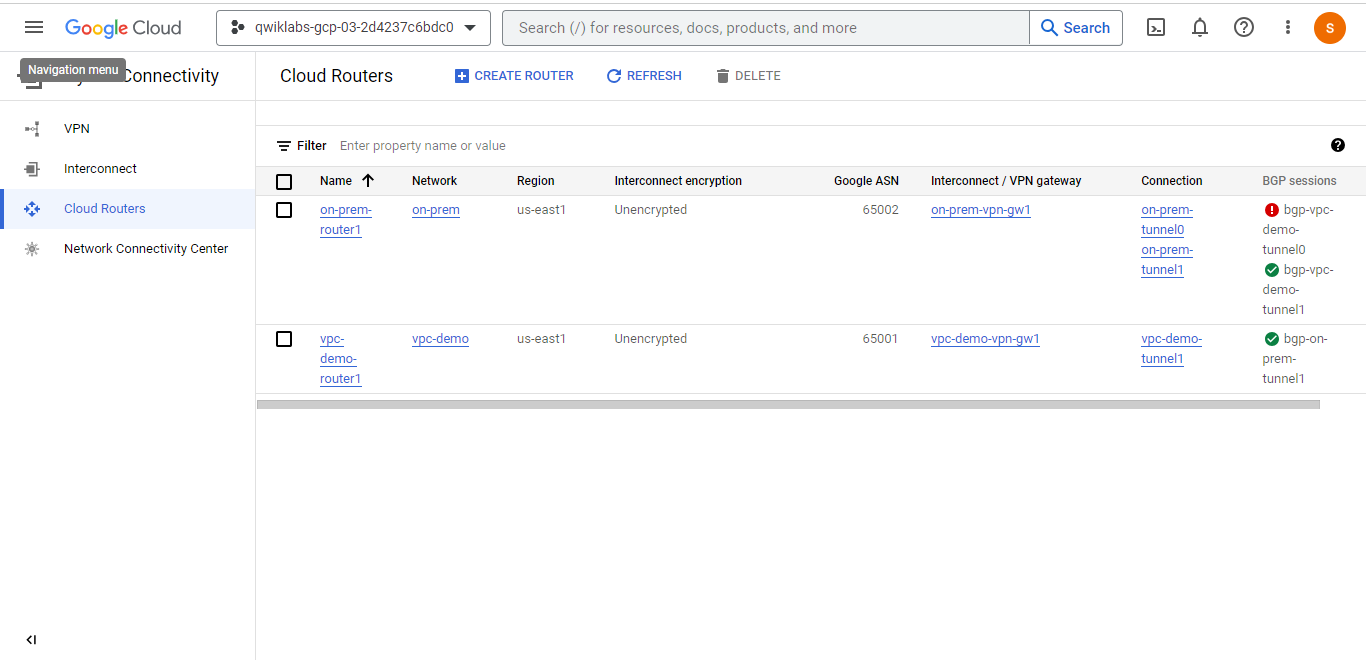 Google Cloud
qwiklabs-gcp-03-2d4237c6bdc0
Search (/) for resources, docs, products, and more
Search
S
Navigation menu
Connectivity
Cloud Routers
CREATE ROUTER
REFRESH
DELETE
VPN
Interconnect
Cloud Routers
Network Connectivity Center
Filter
Enter property name or value
Name
Network
Region
Interconnect encryption
Google ASN
Interconnect / VPN gateway
Connection
BGP sessions
on-prem-
router1
on-prem
us-east1
Unencrypted
65002
on-prem-vpn-gw1
on-prem-
tunnel0
on-prem-
tunnel1
bgp-vpc-
demo-
tunnel0
bgp-vpc-
demo-
tunnel1
vpc-
demo-
router1
vpc-demo
us-east1
Unencrypted
65001
vpc-demo-vpn-gw1
vpc-demo-
tunnel1
bgp-on-
prem-
tunnel1